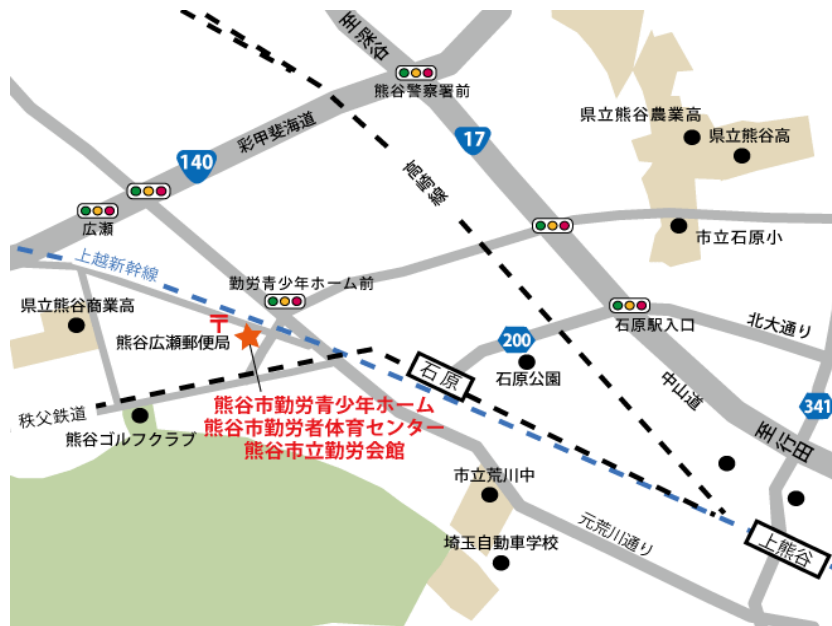 至深谷
熊谷警察署前
彩甲斐海道
140
17
県立熊谷農業高
県立熊谷高
高崎線
広瀬
市立石原小
上越新幹線
勤労青少年ホーム前
県立熊谷商業高
〒
熊谷広瀬郵便局
石原駅入口
北大通り
200
石原
石原公園
中山道
341
熊谷市勤労青少年ホーム
熊谷市勤労者体育センター
熊谷市立勤労会館
秩父鉄道
熊谷ゴルフクラブ
至行田
市立荒川中
元荒川通り
埼玉自動車学校
上熊谷